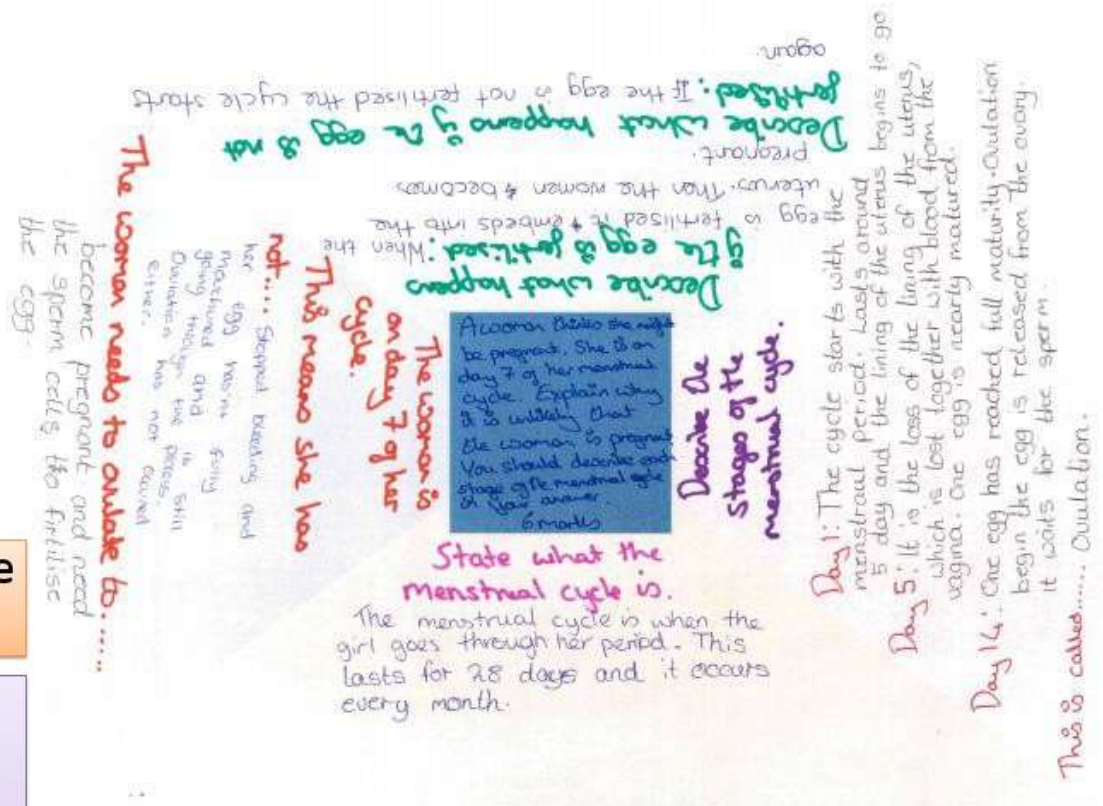 A woman thinks she might
be pregnant. She is on
day 7 of her menstrual
cycle. Explain why
it is unlikely that
the woman is pregnant
You should describe each
stage of the menstrual cycle
in your answer
6 marks
State what the
menstrual cycle is.
The menstrual cycle is when the
girl goes through her period. This
lasts for 28 days and it occurs
every month.
Describe the
stages of the
menstrual cycle.
Day 1: The cycle starts with the
menstraul period. Lasts around
5 day and the lining of the uterus begins to go
Day 5: It is the loss of the lining of the uterus,
which is lost together with blood from the
vagina. One egg is nearly matured.
Day 14: One egg has reached full maturity. Ovulation
begin the egg is released from the ovary.
It waits for the sperm.
This is called..... Ovulation.
Describe what happens
if the egg is fertilised: When the
egg is fertilised it embeds into the
uterus. Then the women becomes
pregnant.
Describe what happens if the egg is not
fertilised: If the egg is not fertilised the cycle starts
again.
The woman is
on day 7 of her
cycle.
This means she has
not.... Stopped bleeding and
her egg hasn't fully
meachured and is still
going through the process.
Ovulation has not occured
either.
The woman needs to ovulate to......
become pregnant and need
the sperm cells to firtilise
the egg.
e